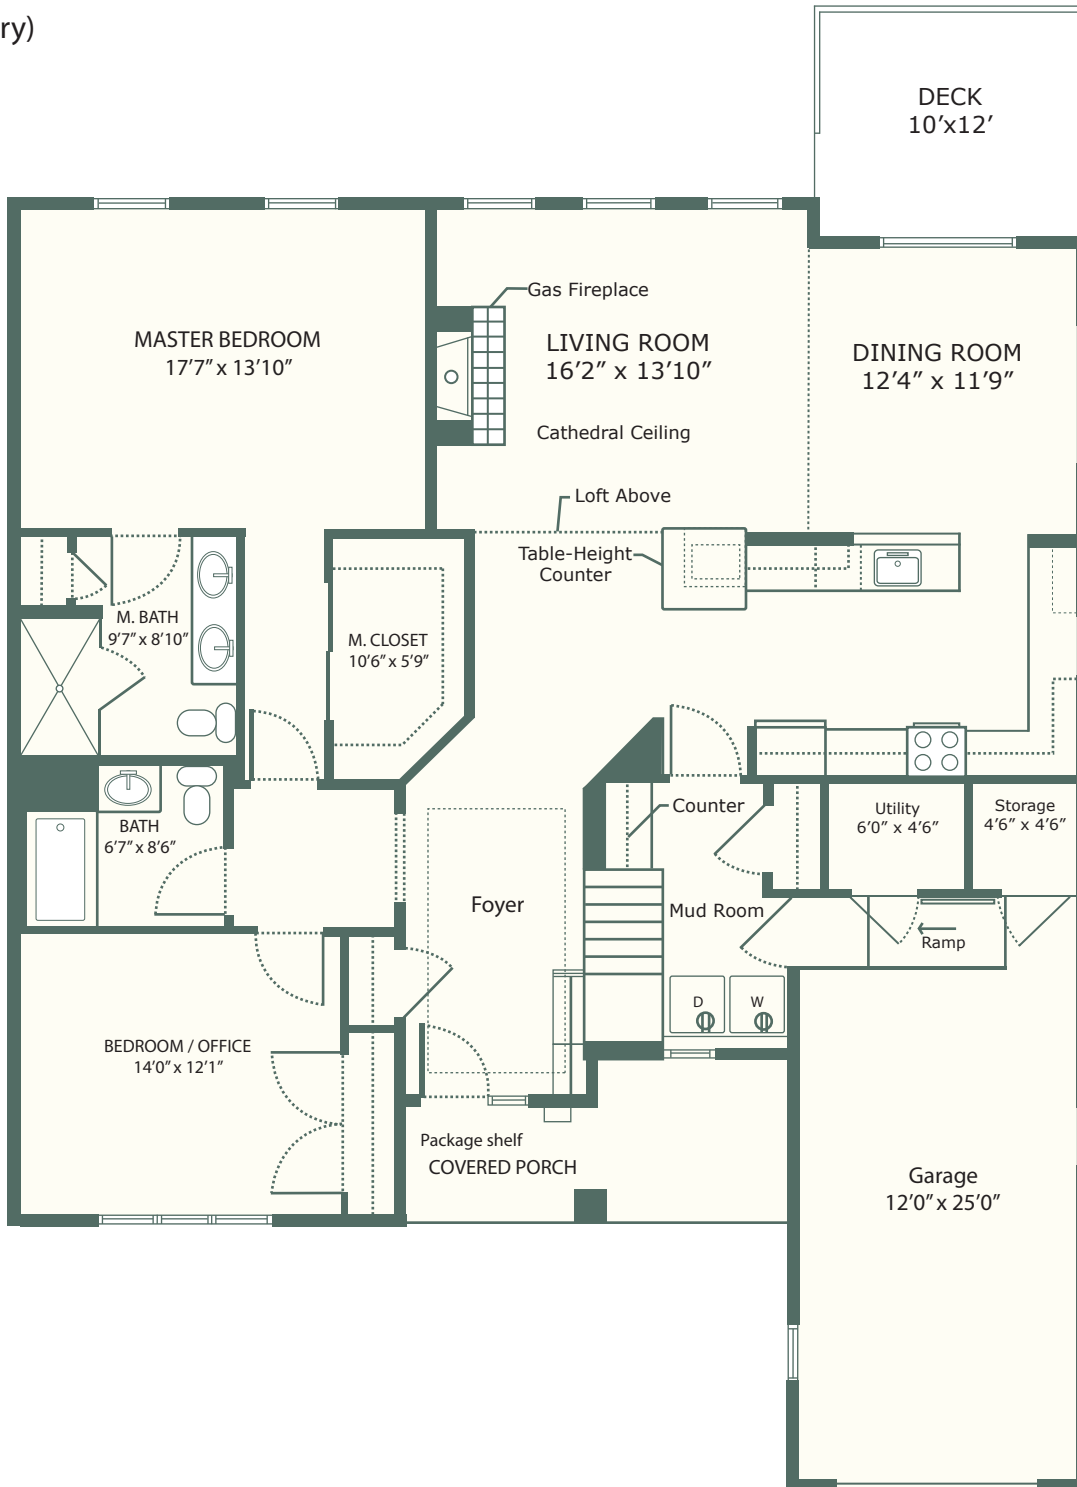 ry)
DECK
10’x12’
Gas Fireplace
MASTER BEDROOM
17’7” x 13’10”
LIVING ROOM
16’2” x 13’10”
DINING ROOM
12’4” x 11’9”
Cathedral Ceiling
Loft Above
Table-Height
Counter
M. BATH
9’7” x 8’10”
M. CLOSET
10’6” x 5’9”
Counter
Utility
6’0” x 4’6”
Storage
4’6” x 4’6”
BATH
6’7” x 8’6”
Foyer
Mud Room
Ramp
D
W
BEDROOM / OFFICE
14’0” x 12’1”
Package shelf
COVERED PORCH
Garage
12’0” x 25’0”